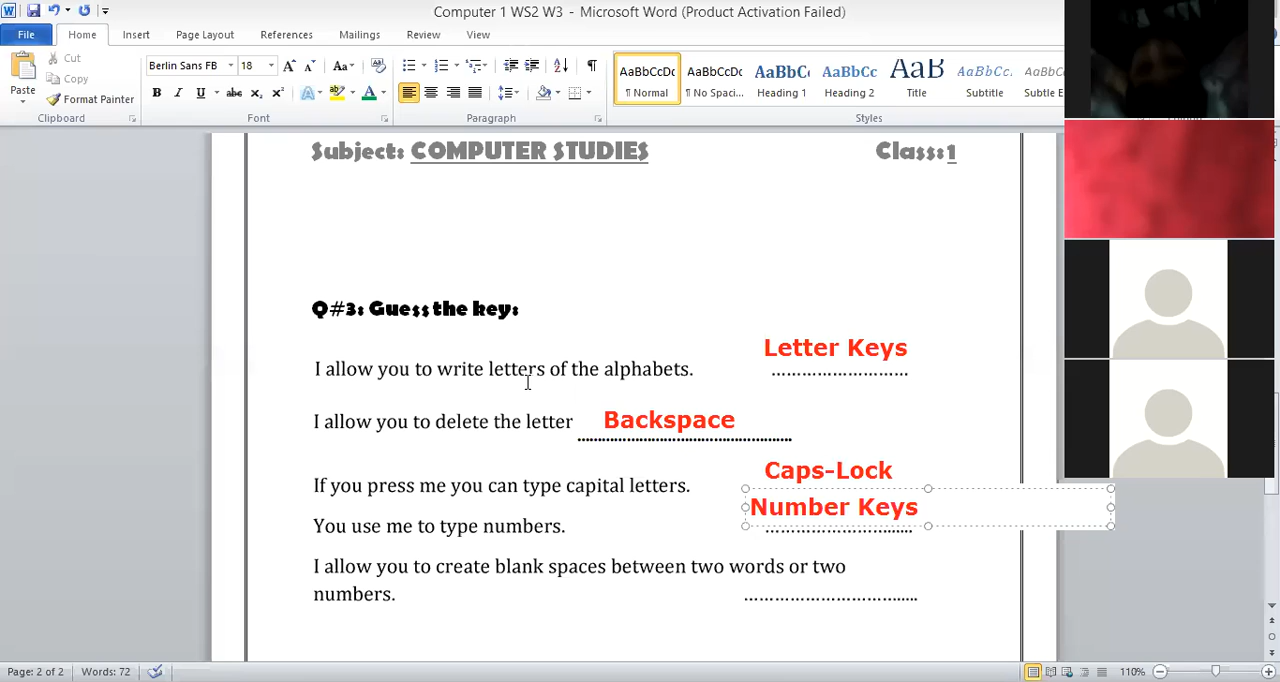 Computer 1 WS2 W3 - Microsoft Word (Product Activation Failed)
File Home Insert Page Layout References Mailings Review View
Cut
Copy
Format Painter
Paste
Clipboard
Berlin Sans FB 18
Font
Paragraph
AaBbCcDc AaBbCcDc AaBbC AaBbCc AaB AaBbCc. AaBbCc
¶ Normal ¶ No Spaci... Heading 1 Heading 2 Title Subtitle Subtle E
Styles
Subject: COMPUTER STUDIES Class:1
Q#3: Guess the key:
I allow you to write letters of the alphabets. Letter Keys
I allow you to delete the letter Backspace
Caps-Lock
If you press me you can type capital letters.
Number Keys
You use me to type numbers.
I allow you to create blank spaces between two words or two
numbers.
Page: 2 of 2 Words: 72 110%